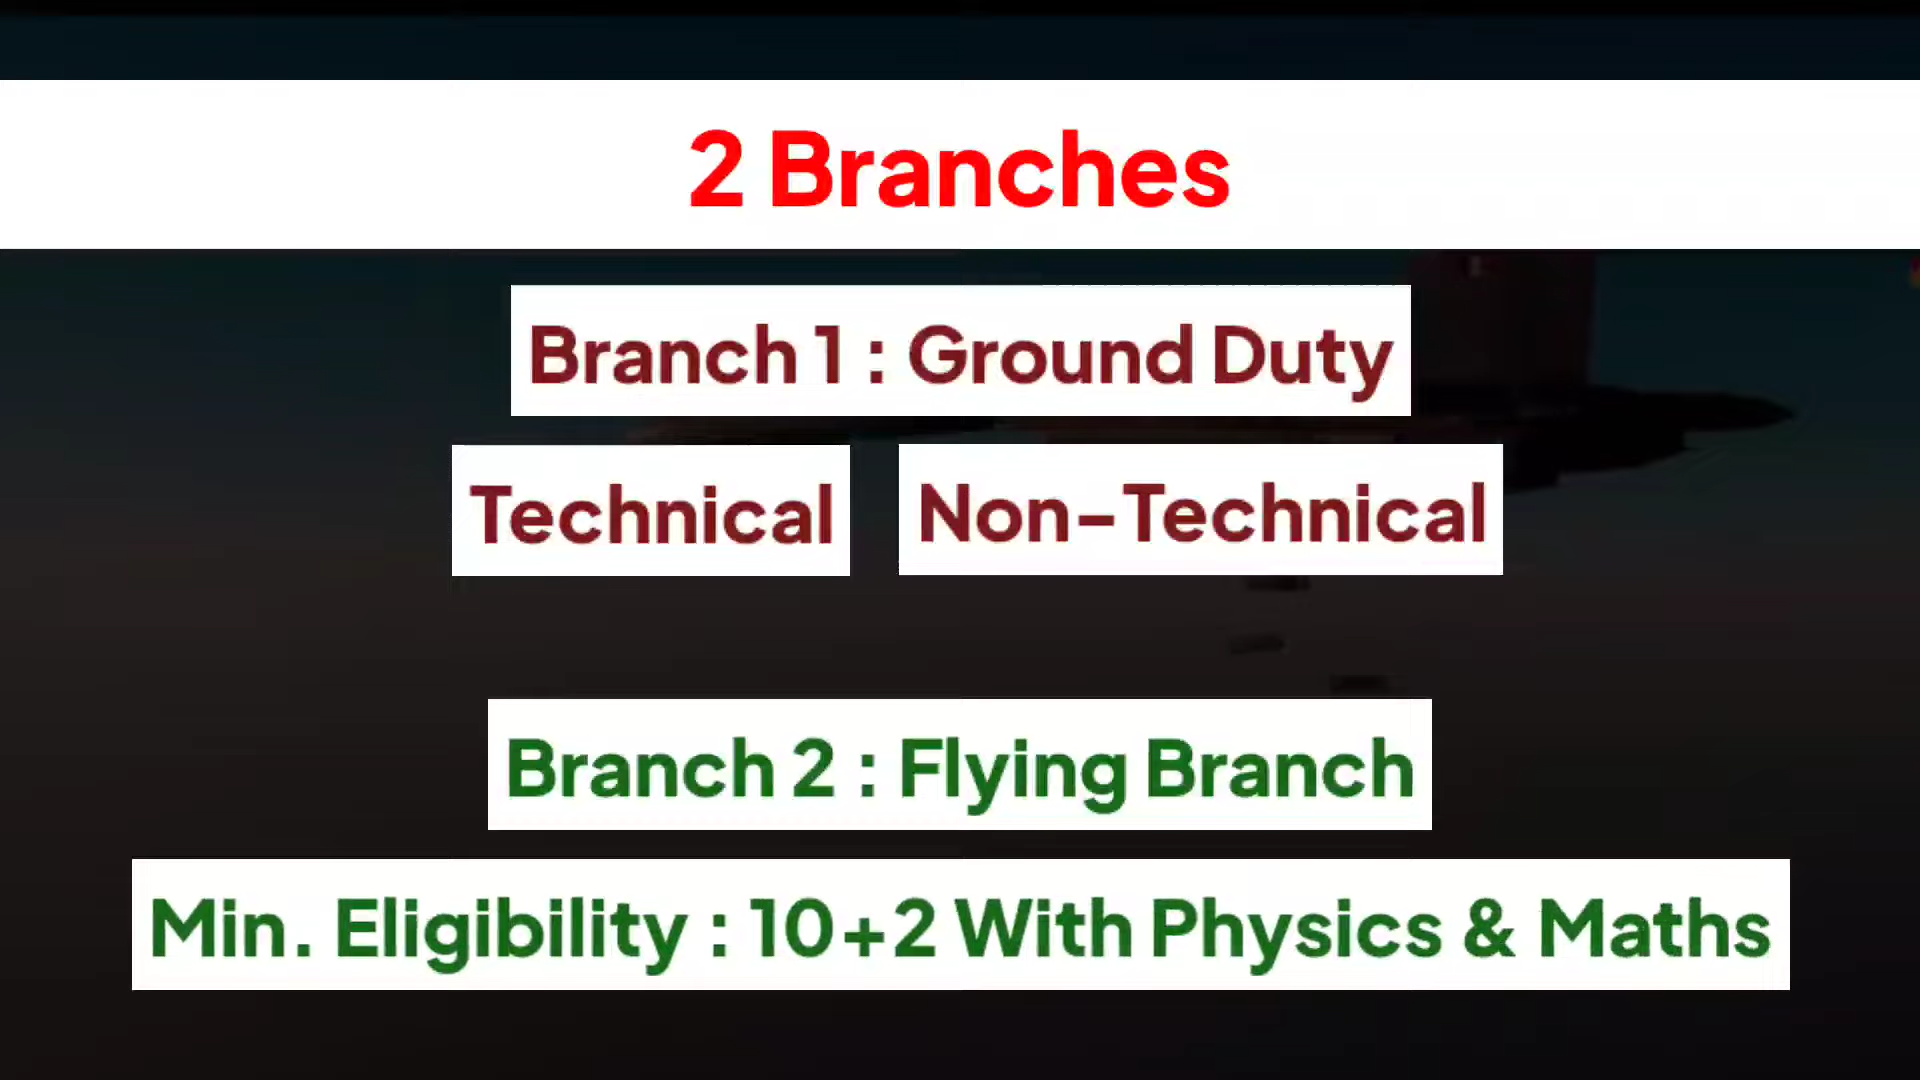 2 Branches
Branch 1 : Ground Duty
Technical
Non-Technical
Branch 2 : Flying Branch
Min. Eligibility : 10+2 With Physics & Maths